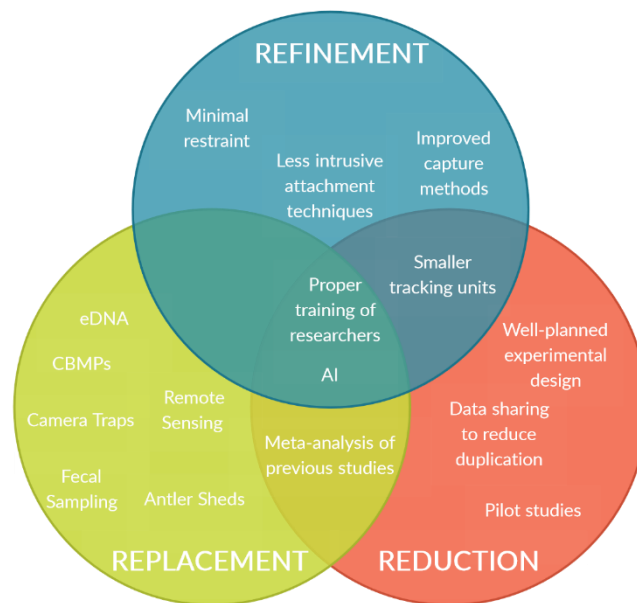 REFINEMENT
Minimal
restraint
Less intrusive
attachment
techniques
Improved
capture
methods
Smaller
tracking units
Proper
training of
researchers
AI
eDNA
CBMPs
Camera Traps
Remote
Sensing
Fecal
Sampling
Antler Sheds
Meta-analysis of
previous studies
Well-planned
experimental
design
Data sharing
to reduce
duplication
Pilot studies
REPLACEMENT
REDUCTION